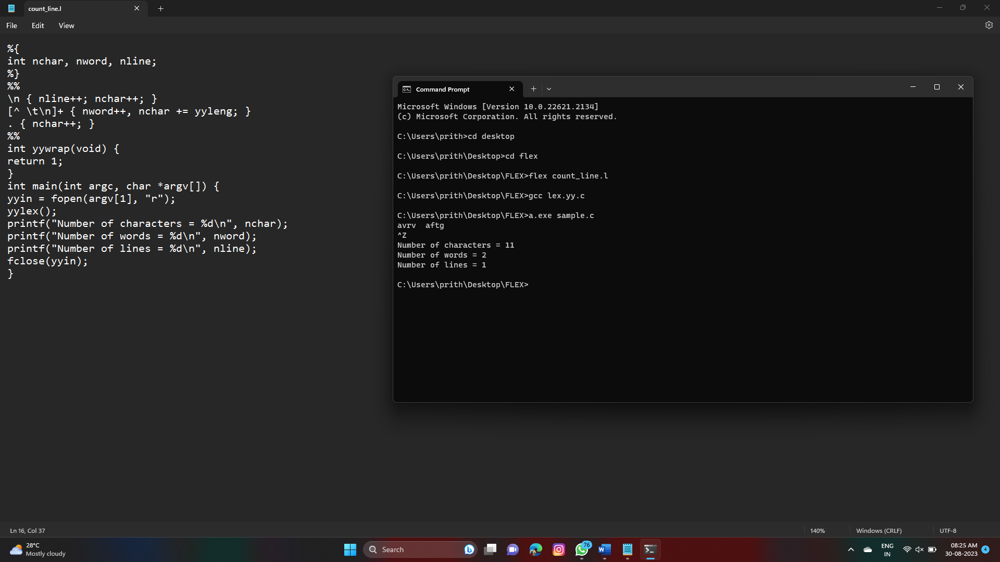 count_line.l
File Edit View
%{
int nchar, nword, nline;
%}
%%
\n { nline++; nchar++; }
[^ \t\n]+ { nword++, nchar += yyleng; }
. { nchar++; }
%%
int yywrap(void) {
return 1;
}
int main(int argc, char *argv[]) {
yyin = fopen(argv[1], "r");
yylex();
printf("Number of characters = %d\n", nchar);
printf("Number of words = %d\n", nword);
printf("Number of lines = %d\n", nline);
fclose(yyin);
}
Command Prompt
Microsoft Windows [Version 10.0.22621.2134]
(c) Microsoft Corporation. All rights reserved.
C:\Users\prith>cd desktop
C:\Users\prith\Desktop>cd flex
C:\Users\prith\Desktop\FLEX>flex count_line.l
C:\Users\prith\Desktop\FLEX>gcc lex.yy.c
C:\Users\prith\Desktop\FLEX>a.exe sample.c
avrv  aftg
^Z
Number of characters = 11
Number of words = 2
Number of lines = 1
C:\Users\prith\Desktop\FLEX>
Ln 16, Col 37
140%
Windows (CRLF)
UTF-8
28°C
Mostly cloudy
Search
76
ENG
IN
08:25 AM
30-08-2023
4